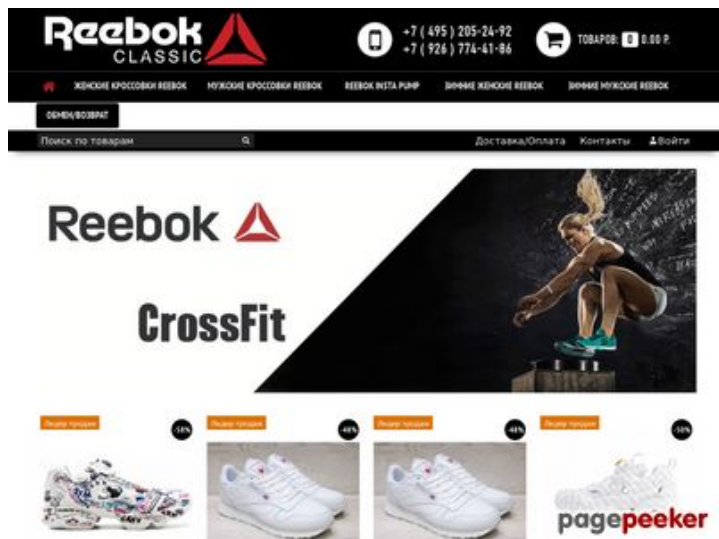 Reebok
CLASSIC
+7 ( 495 ) 205-24-92
+7 ( 926 ) 774-41-86
ТОВАРОВ: 0 0.00 Р.
ЖЕНСКИЕ КРОССОВКИ REEBOK
МУЖСКИЕ КРОССОВКИ REEBOK
REEBOK INSTA PUMP
ЗИМНИЕ ЖЕНСКИЕ REEBOK
ЗИМНИЕ МУЖСКИЕ REEBOK
ОБМЕН/ВОЗВРАТ
Поиск по товарам
Доставка/Оплата
Контакты
Войти
Reebok
CrossFit
Лидер продаж
-58%
Лидер продаж
-48%
Лидер продаж
-48%
Лидер продаж
-58%
pagepeeker